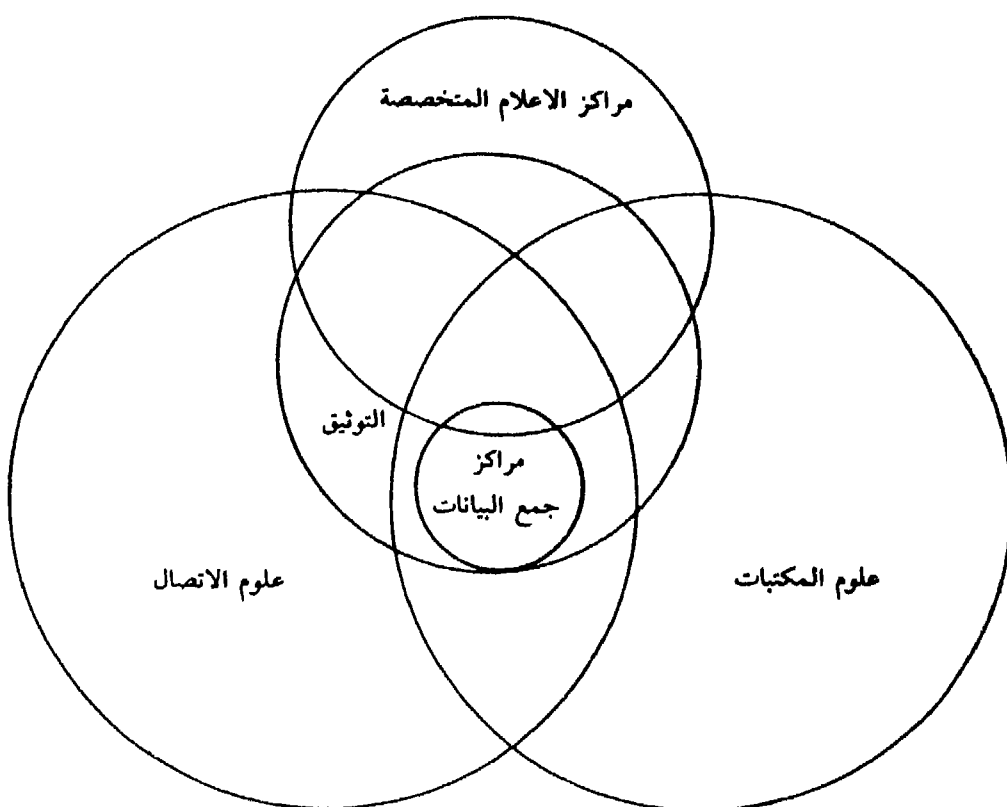 مراكز الاعلام المتخصصة
التوثيق
مراكز
جمع البيانات
علوم المكتبات
علوم الاتصال